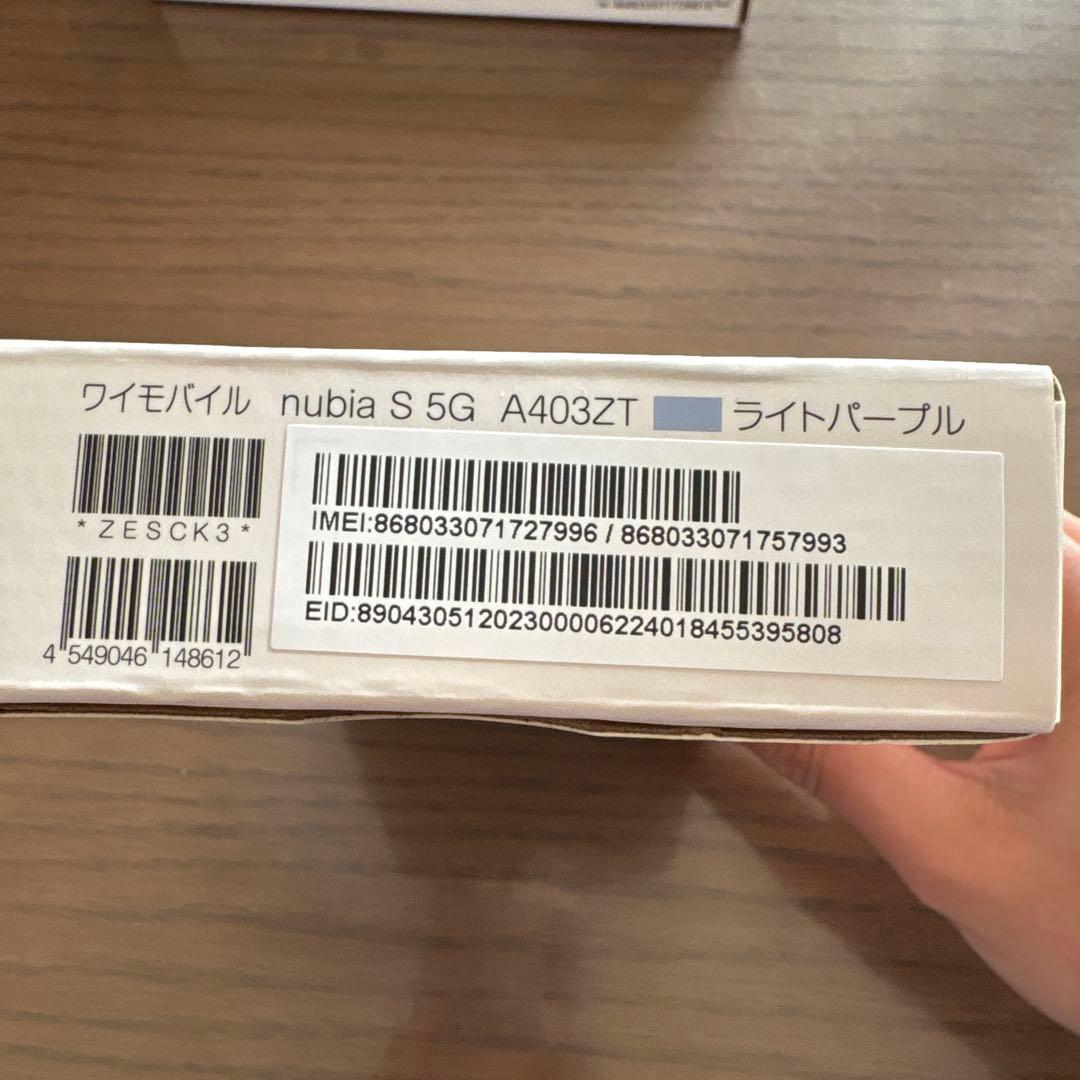 ワイモバイル nubia S 5G A403ZT ライトパープル
*ZESCK3*
IMEI:868033071727996 / 868033071757993
EID:89043051202300006224018455395808
4 549046 148612